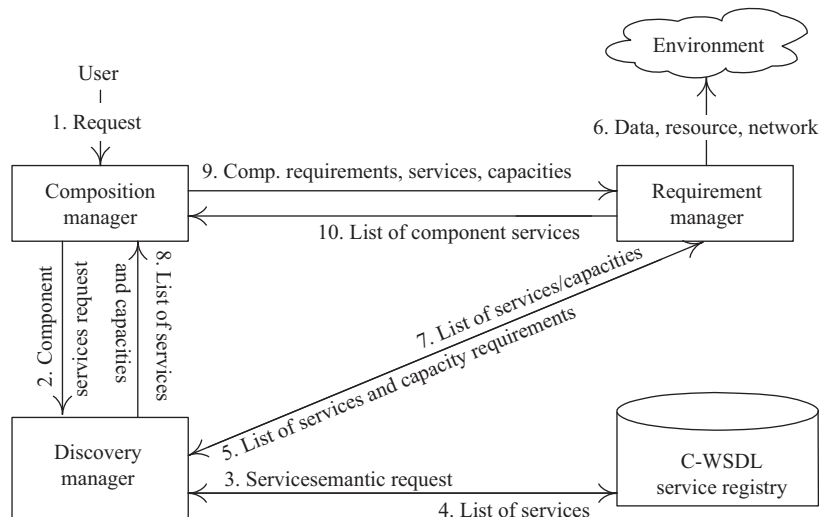 Environment
User
1. Request
6. Data, resource, network
Composition
manager
9. Comp. requirements, services, capacities
10. List of component services
Requirement
manager
2. Component
services request
8. List of services
and capacities
7. List of services/capacities
5. List of services and capacity requirements
Discovery
manager
3. Servicesemantic request
4. List of services
C-WSDL
service registry